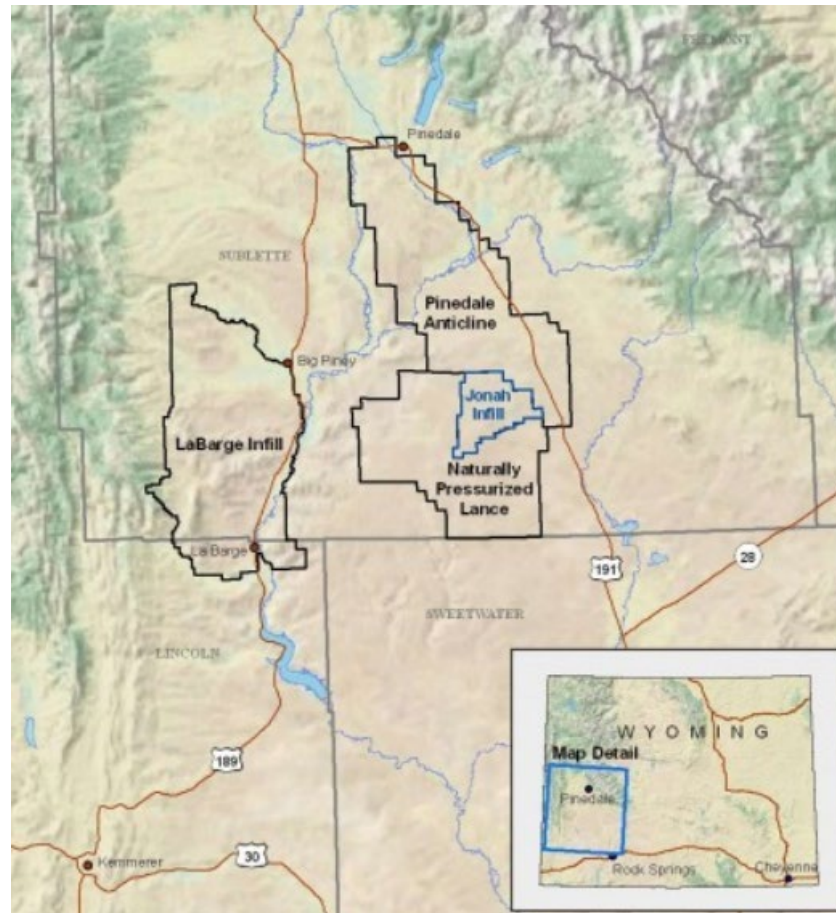 FREMONT
Pinedale
SUBLETTE
Pinedale
Anticline
Big Piney
Jonah
Infill
LaBarge Infill
Naturally
Pressurized
Lance
La Barge
191
28
SWEETWATER
LINCOLN
189
WYOMING
Map Detail
Pinedale
Kemmerer
30
Rock Springs
Cheyenne